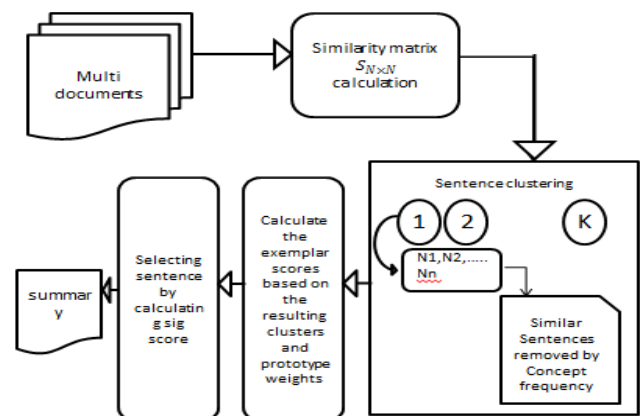 Multi
documents
Similarity matrix
S_{N×N}
calculation
Sentence clustering
1
2
K
N1,N2,.....
Nn
Similar
Sentences
removed by
Concept
frequency
Calculate
the
exemplar
scores
based on
the
resulting
clusters
and
prototype
weights
Selecting
sentence
by
calculatin
g sig
score
summar
y